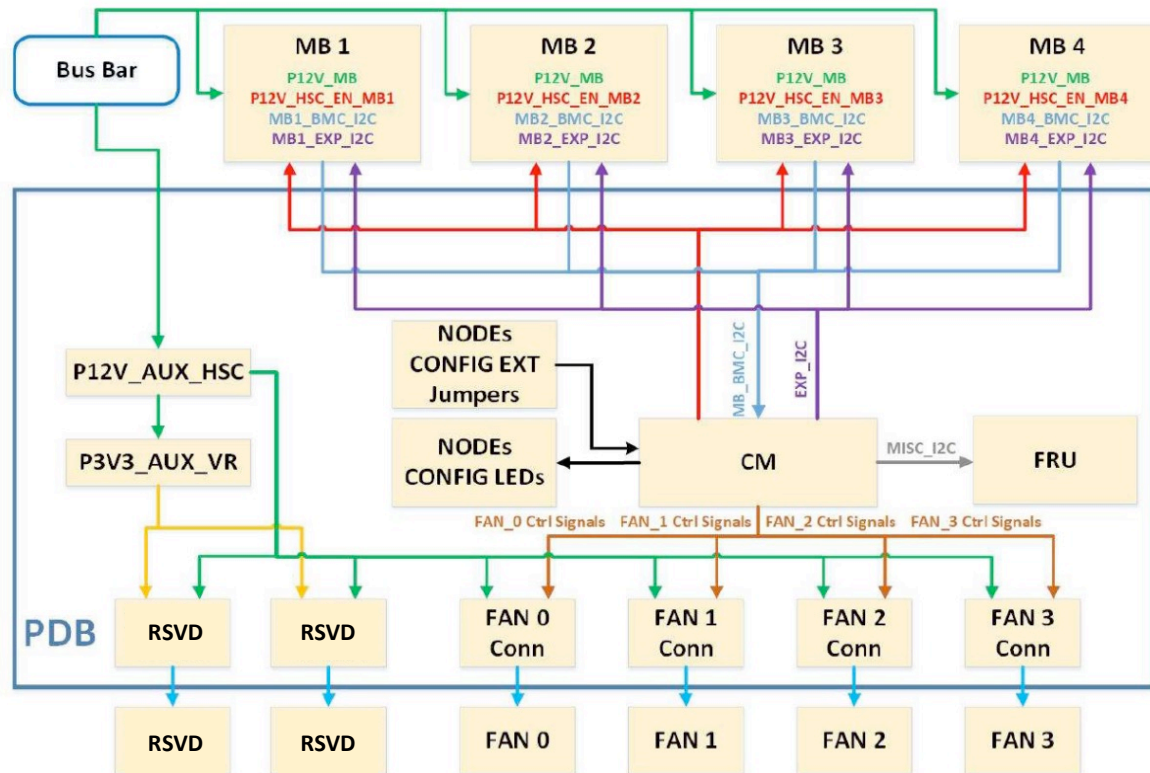 Bus Bar
MB 1
P12V_MB
P12V_HSC_EN_MB1
MB1_BMC_I2C
MB1_EXP_I2C
MB 2
P12V_MB
P12V_HSC_EN_MB2
MB2_BMC_I2C
MB2_EXP_I2C
MB 3
P12V_MB
P12V_HSC_EN_MB3
MB3_BMC_I2C
MB3_EXP_I2C
MB 4
P12V_MB
P12V_HSC_EN_MB4
MB4_BMC_I2C
MB4_EXP_I2C
P12V_AUX_HSC
P3V3_AUX_VR
NODEs
CONFIG EXT
Jumpers
NODEs
CONFIG LEDs
MB_BMC_I2C
EXP_I2C
CM
MISC_I2C
FRU
FAN_0 Ctrl Signals
FAN_1 Ctrl Signals
FAN_2 Ctrl Signals
FAN_3 Ctrl Signals
PDB
RSVD
RSVD
FAN 0
Conn
FAN 1
Conn
FAN 2
Conn
FAN 3
Conn
RSVD
RSVD
FAN 0
FAN 1
FAN 2
FAN 3